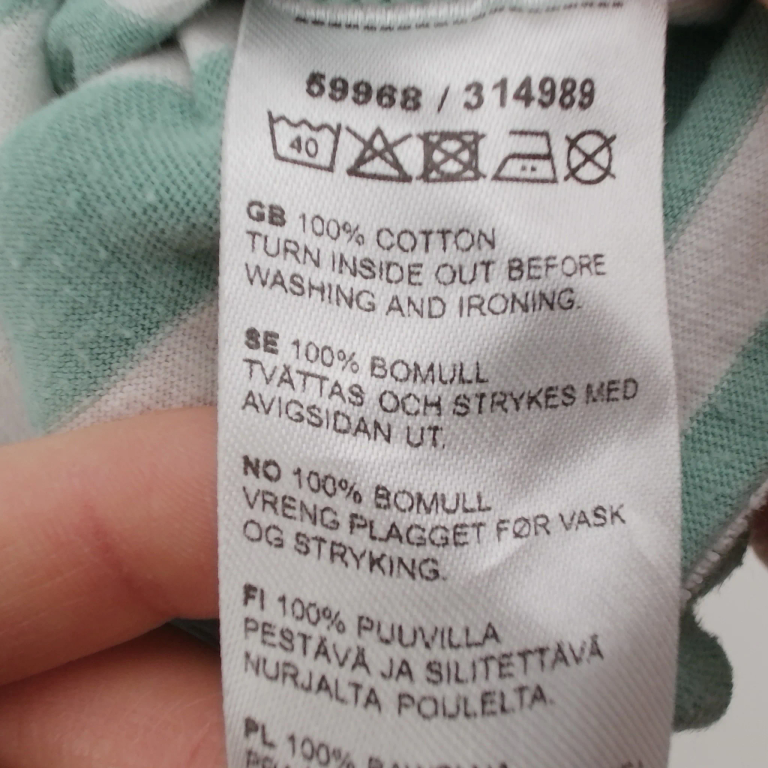 59968 / 314989
40
GB 100% COTTON
TURN INSIDE OUT BEFORE
WASHING AND IRONING.
SE 100% BOMULL
TVÄTTAS OCH STRYKES MED
AVIGSIDAN UT.
NO 100% BOMULL
VRENG PLAGGET FØR VASK
OG STRYKING.
FI 100% PUUVILLA
PESTÄVÄ JA SILITETTÄVÄ
NURJALTA POULELTA.
PL 100%